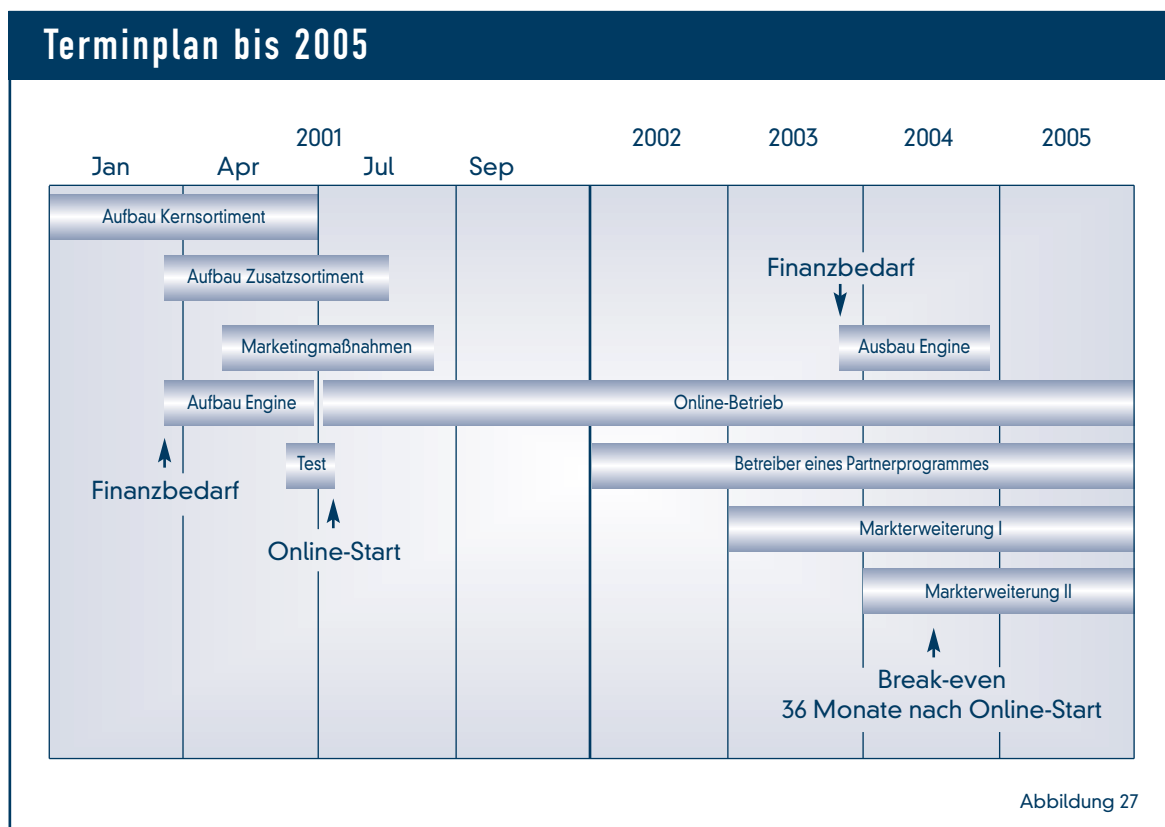 Terminplan bis 2005
2001 2002 2003 2004 2005
Jan Apr Jul Sep
Aufbau Kernsortiment
Aufbau Zusatzsortiment
Finanzbedarf
Marketingmaßnahmen
Ausbau Engine
Aufbau Engine
Online-Betrieb
Test
Betreiber eines Partnerprogrammes
Finanzbedarf
Markterweiterung I
Online-Start
Markterweiterung II
Break-even
36 Monate nach Online-Start
Abbildung 27